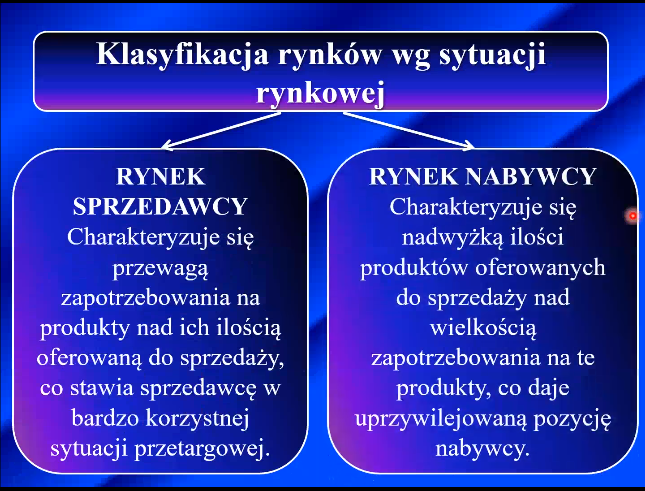 Klasyfikacja rynków wg sytuacji
rynkowej
RYNEK
SPRZEDAWCY
Charakteryzuje się
przewagą
zapotrzebowania na
produkty nad ich ilością
oferowaną do sprzedaży,
co stawia sprzedawcę w
bardzo korzystnej
sytuacji przetargowej.
RYNEK NABYWCY
Charakteryzuje się
nadwyżką ilości
produktów oferowanych
do sprzedaży nad
wielkością
zapotrzebowania na te
produkty, co daje
uprzywilejowaną pozycję
nabywcy.